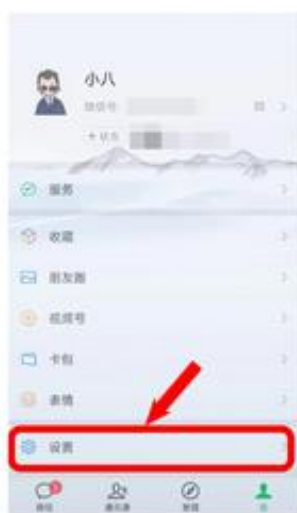 小八
微信号
+ 状态
服务
收藏
朋友圈
视频号
卡包
表情
设置
微信
通讯录
发现
我